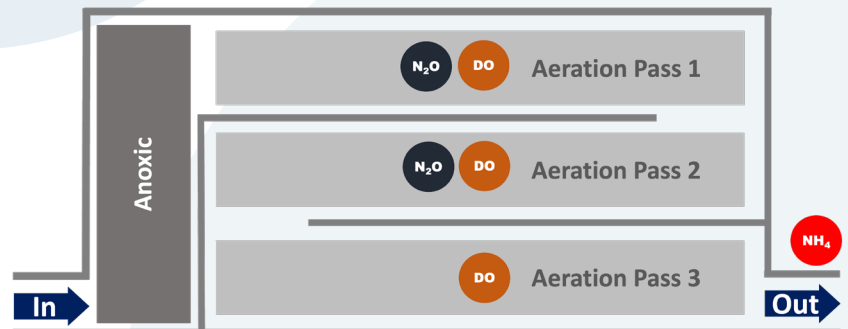 N₂O DO Aeration Pass 1
Anoxic
N₂O DO Aeration Pass 2
NH₄
DO Aeration Pass 3
In
Out